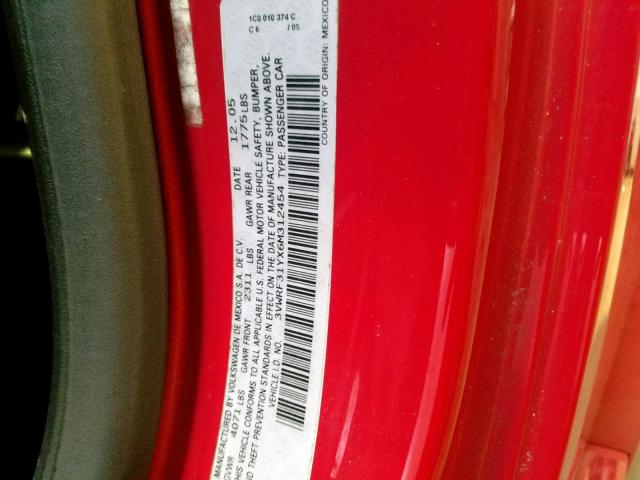 1C0 010 374 C
C 6 / 05
MANUFACTURED BY VOLKSWAGEN DE MEXICO S.A. DE C.V. DATE 12.05
GVWR 4071 LBS GAWR FRONT 2311 LBS GAWR REAR 1775 LBS
THIS VEHICLE CONFORMS TO ALL APPLICABLE U.S. FEDERAL MOTOR VEHICLE SAFETY, BUMPER,
AND THEFT PREVENTION STANDARDS IN EFFECT ON THE DATE OF MANUFACTURE SHOWN ABOVE.
VEHICLE I.D. NO. 3VWRF31YX6M312454 TYPE: PASSENGER CAR
COUNTRY OF ORIGIN: MEXICO